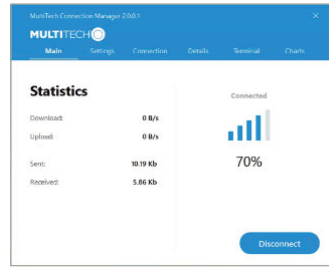 MultiTech Connection Manager 2.0.0.1
MULTITECH
Main Settings Connection Details Terminal Charts
Statistics
Connected
Download: 0 B/s
Upload: 0 B/s
70%
Sent: 10.19 Kb
Received: 5.86 Kb
Disconnect